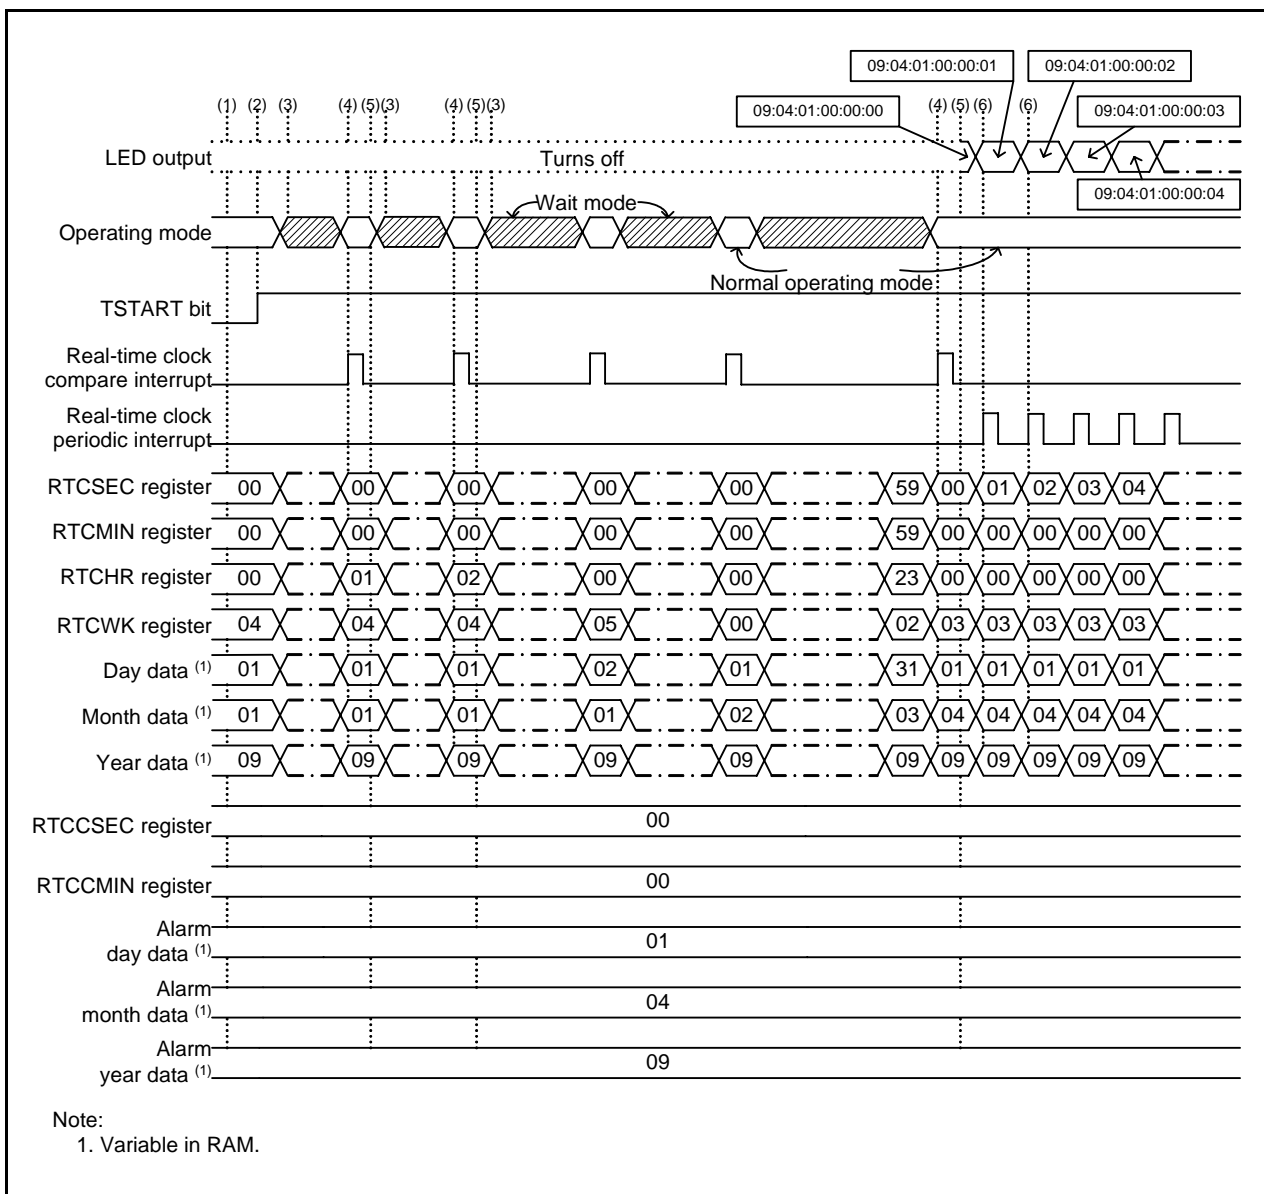 09:04:01:00:00:01 09:04:01:00:00:02
(1) (2) (3) (4) (5)(3) (4) (5)(3) 09:04:01:00:00:00 (4) (5) (6) (6) 09:04:01:00:00:03
LED output Turns off
09:04:01:00:00:04
Wait mode
Operating mode
Normal operating mode
TSTART bit
Real-time clock
compare interrupt
Real-time clock
periodic interrupt
RTCSEC register 00 00 00 00 00 59 00 01 02 03 04
RTCMIN register 00 00 00 00 00 59 00 00 00 00 00
RTCHR register 00 01 02 00 00 23 00 00 00 00 00
RTCWK register 04 04 04 05 00 02 03 03 03 03 03
Day data (1) 01 01 01 02 01 31 01 01 01 01 01
Month data (1) 01 01 01 01 02 03 04 04 04 04 04
Year data (1) 09 09 09 09 09 09 09 09 09 09 09
RTCCSEC register 00
RTCCMIN register 00
Alarm
day data (1) 01
Alarm
month data (1) 04
Alarm
year data (1) 09
Note:
1. Variable in RAM.